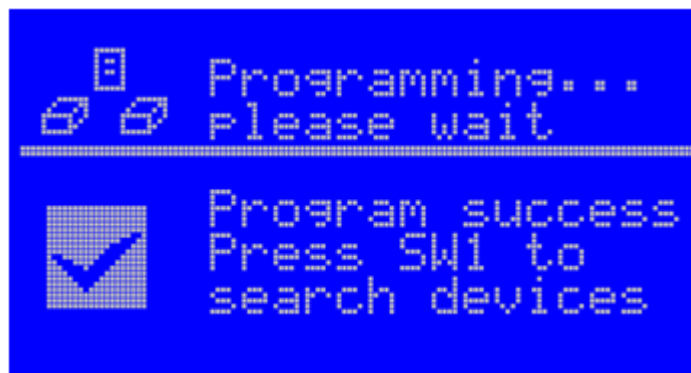 Programming...
please wait
Program success
Press SW1 to
search devices